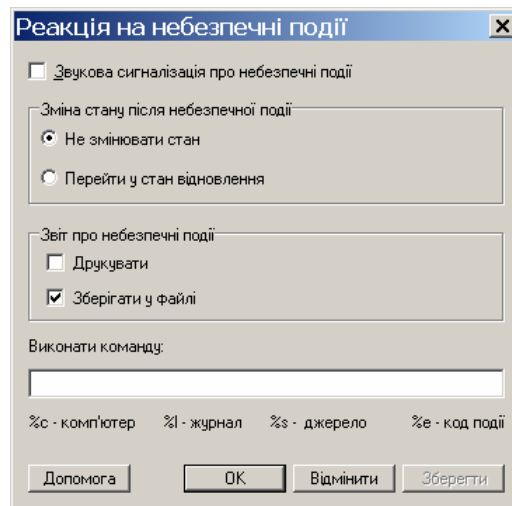 Реакція на небезпечні події
Звукова сигналізація про небезпечні події
Зміна стану після небезпечної події
Не змінювати стан
Перейти у стан відновлення
Звіт про небезпечні події
Друкувати
Зберігати у файлі
Виконати команду:
%c - комп'ютер %l - журнал %s - джерело %e - код події
Допомога OK Відмінити Зберегти